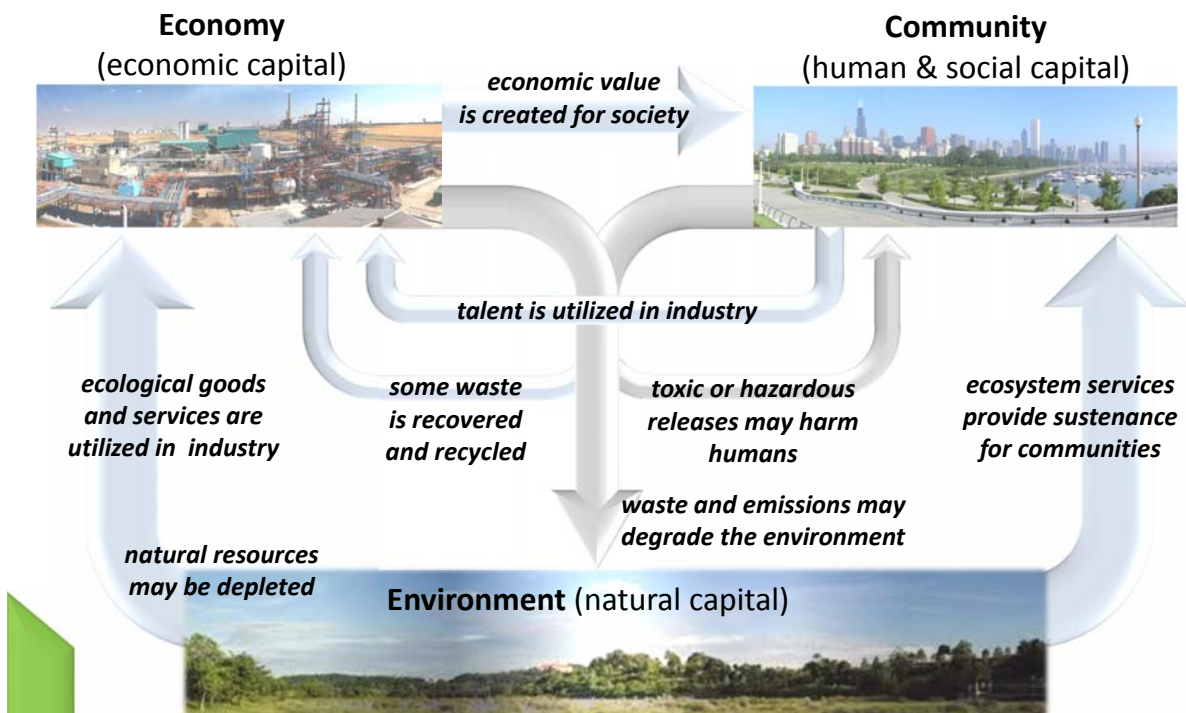 Economy
(economic capital)
Community
(human & social capital)
economic value
is created for society
talent is utilized in industry
ecological goods
and services are
utilized in industry
some waste
is recovered
and recycled
toxic or hazardous
releases may harm
humans
ecosystem services
provide sustenance
for communities
waste and emissions may
degrade the environment
natural resources
may be depleted
Environment (natural capital)